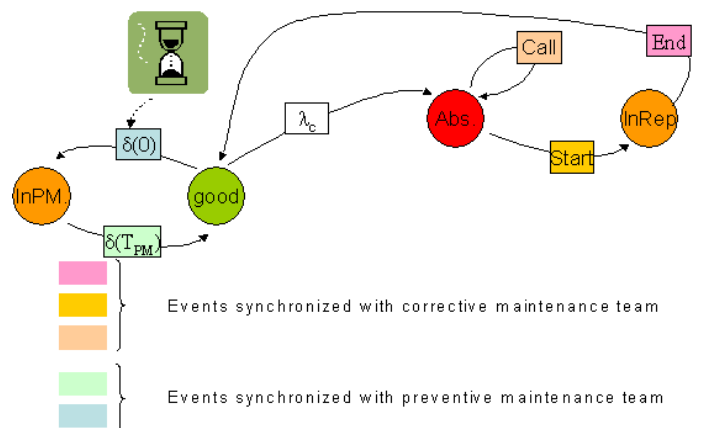 Call
End
λc
Abs.
InRep
δ(0)
Start
InPM.
good
δ(TPM)
Events synchronized with corrective maintenance team
Events synchronized with preventive maintenance team